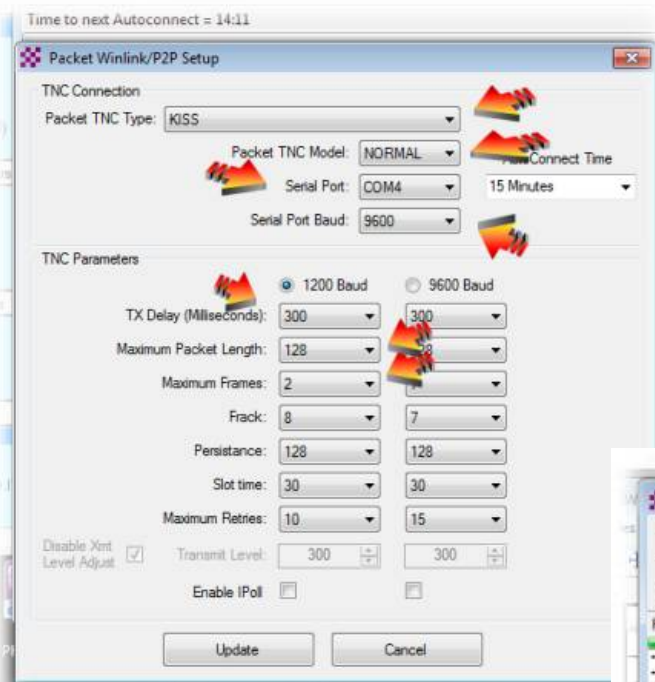 Time to next Autoconnect = 14:11
Packet Winlink/P2P Setup
TNC Connection
Packet TNC Type: KISS
Packet TNC Model: NORMAL
Connect Time
Serial Port: COM4
15 Minutes
Serial Port Baud: 9600
TNC Parameters
1200 Baud 9600 Baud
TX Delay (Milliseconds): 300 300
Maximum Packet Length: 128
Maximum Frames: 2
Frack: 8 7
Persistance: 128 128
Slot time: 30 30
Maximum Retries: 10 15
Disable Xmt
Level Adjust Transmit Level: 300 300
Enable IPoll
Update Cancel